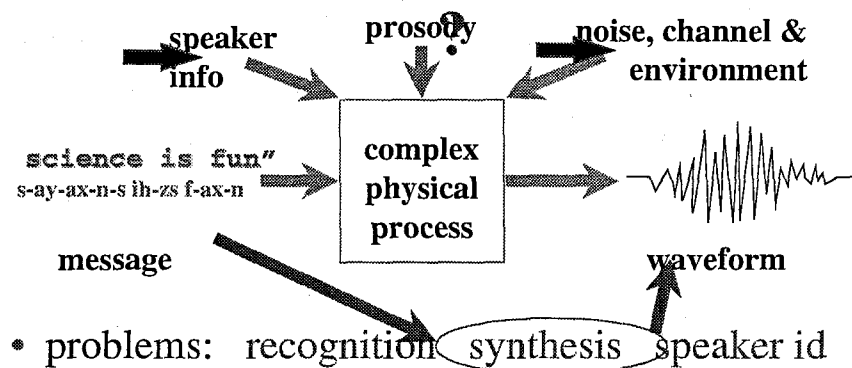 speaker info
prosody ?
noise, channel & environment
science is fun"
s-ay-ax-n-s ih-zs f-ax-n
complex physical process
message
waveform
• problems: recognition synthesis speaker id